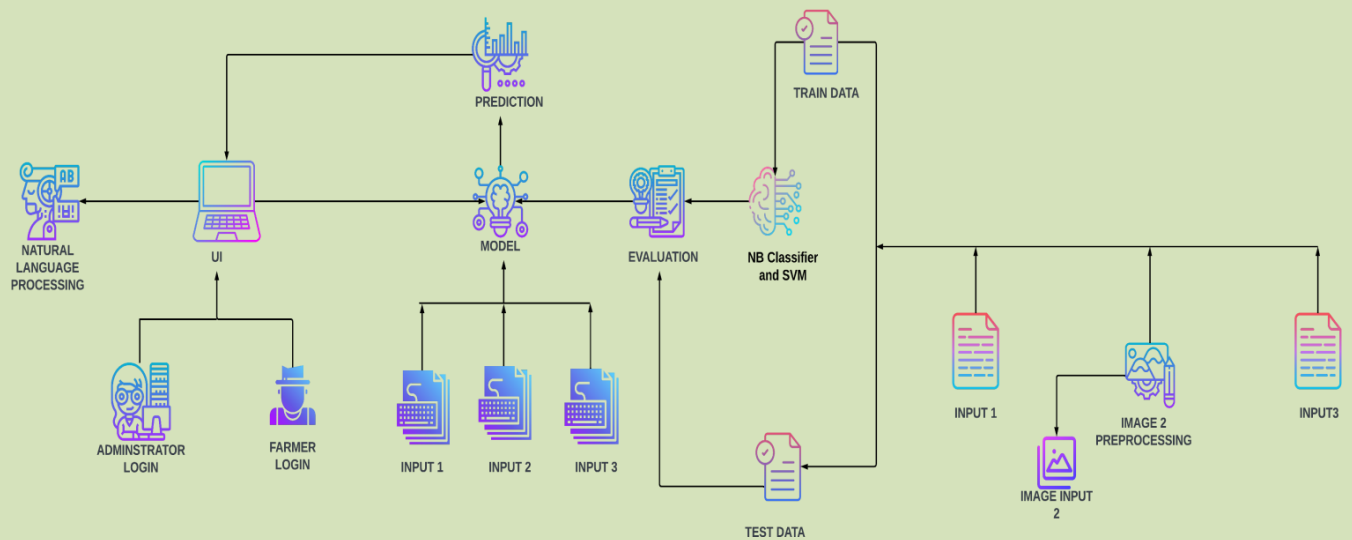 PREDICTION
TRAIN DATA
NATURAL
LANGUAGE
PROCESSING
UI
MODEL
EVALUATION
NB Classifier
and SVM
ADMINSTRATOR
LOGIN
FARMER
LOGIN
INPUT 1
INPUT 2
INPUT 3
TEST DATA
INPUT 1
IMAGE 2
PREPROCESSING
IMAGE INPUT
2
INPUT3
AB